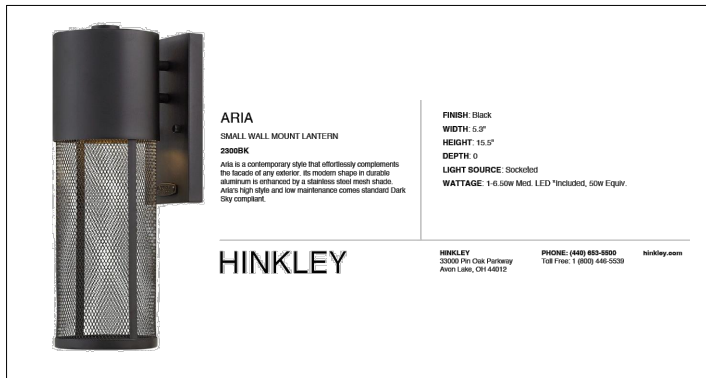 ARIA
SMALL WALL MOUNT LANTERN
2300BK
Aria is a contemporary style that effortlessly complements
the facade of any exterior. Its modern shape in durable
aluminum is enhanced by a stainless steel mesh shade.
Aria's high style and low maintenance comes standard Dark
Sky compliant.
FINISH: Black
WIDTH: 5.3"
HEIGHT: 15.5"
DEPTH: 0
LIGHT SOURCE: Socketed
WATTAGE: 1-6.50w Med. LED *Included, 50w Equiv.
HINKLEY
HINKLEY
33000 Pin Oak Parkway
Avon Lake, OH 44012
PHONE: (440) 653-5500
Toll Free: 1 (800) 446-5539
hinkley.com